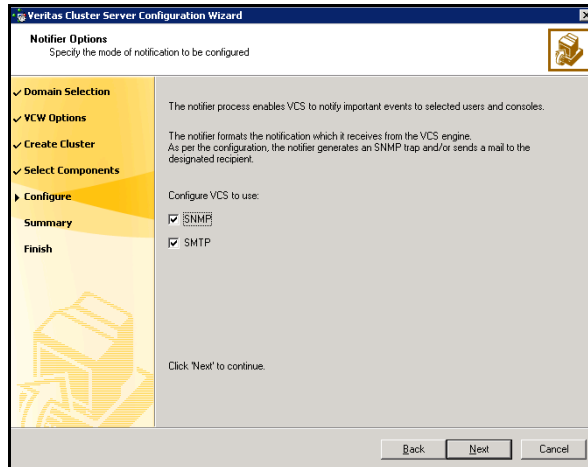 Veritas Cluster Server Configuration Wizard
Notifier Options
Specify the mode of notification to be configured
Domain Selection
VCW Options
Create Cluster
Select Components
Configure
Summary
Finish
The notifier process enables VCS to notify important events to selected users and consoles.
The notifier formats the notification which it receives from the VCS engine.
As per the configuration, the notifier generates an SNMP trap and/or sends a mail to the
designated recipient.
Configure VCS to use:
SNMP
SMTP
Click 'Next' to continue.
Back Next Cancel